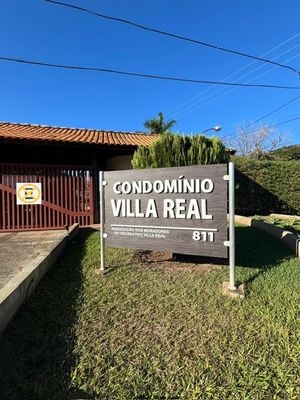 CONDOMÍNIO
VILLA REAL
811
ASSOCIAÇÃO DOS MORADORES
DO RECREATIVO VILLA REAL